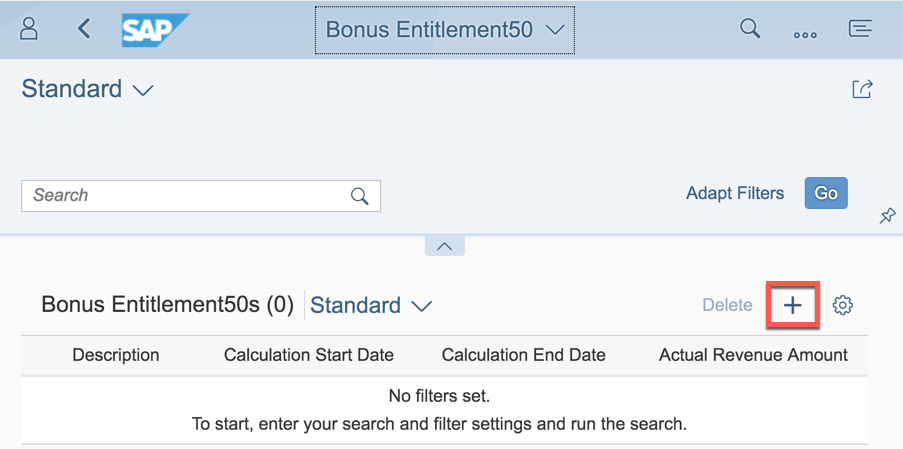 SAP
Bonus Entitlement50
Standard
Search
Adapt Filters
Go
Bonus Entitlement50s (0)
Standard
Delete
Description Calculation Start Date Calculation End Date Actual Revenue Amount
No filters set.
To start, enter your search and filter settings and run the search.